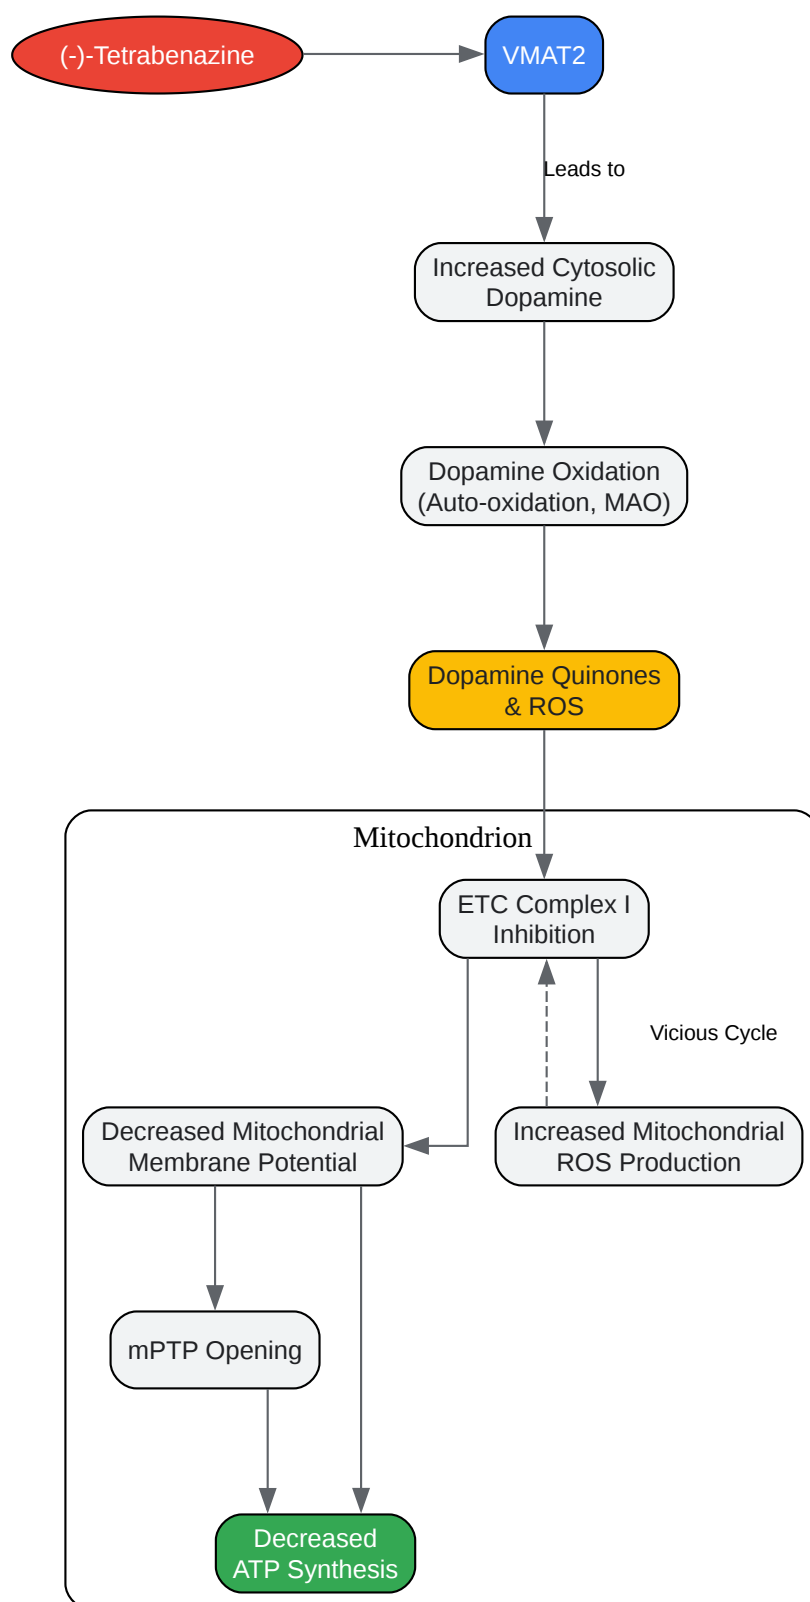 (-)-Tetrabenazine
VMAT2
Leads to
Increased Cytosolic
Dopamine
Dopamine Oxidation
(Auto-oxidation, MAO)
Dopamine Quinones
& ROS
Mitochondrion
ETC Complex I
Inhibition
Vicious Cycle
Decreased Mitochondrial
Membrane Potential
Increased Mitochondrial
ROS Production
mPTP Opening
Decreased
ATP Synthesis